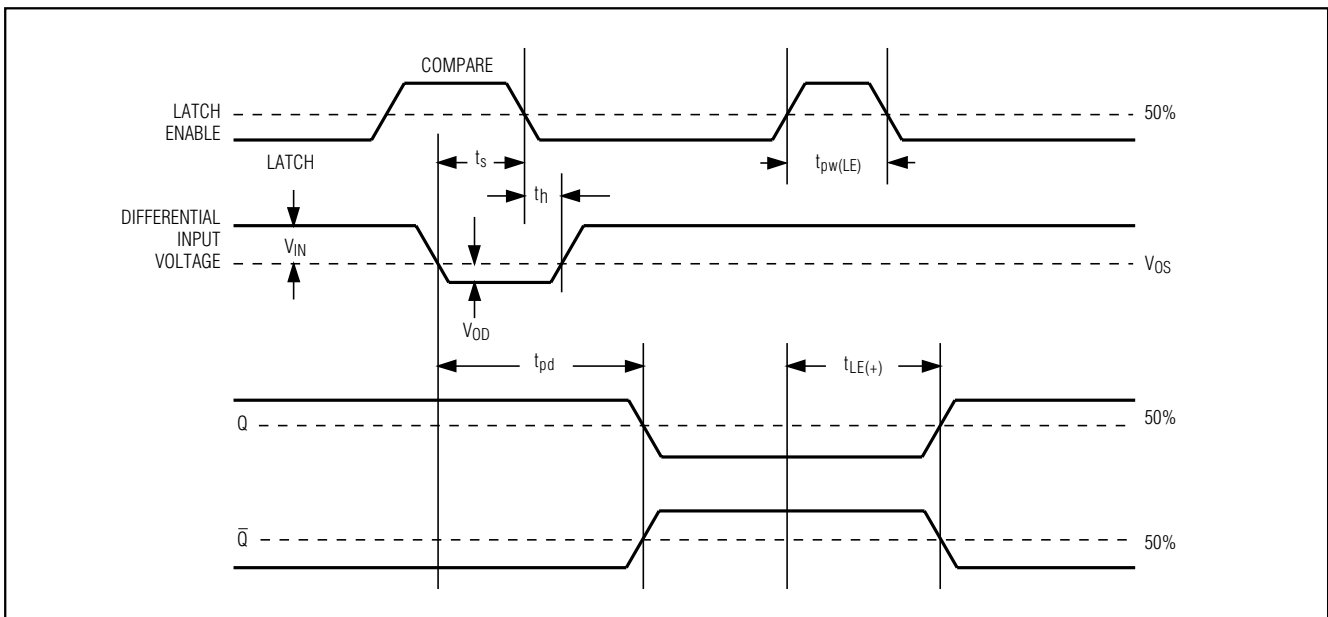 COMPARE
LATCH
ENABLE
50%
LATCH
ts
tpw(LE)
th
DIFFERENTIAL
INPUT
VOLTAGE
VIN
VOS
VOD
tpd
tLE(+)
Q
50%
Q̅
50%